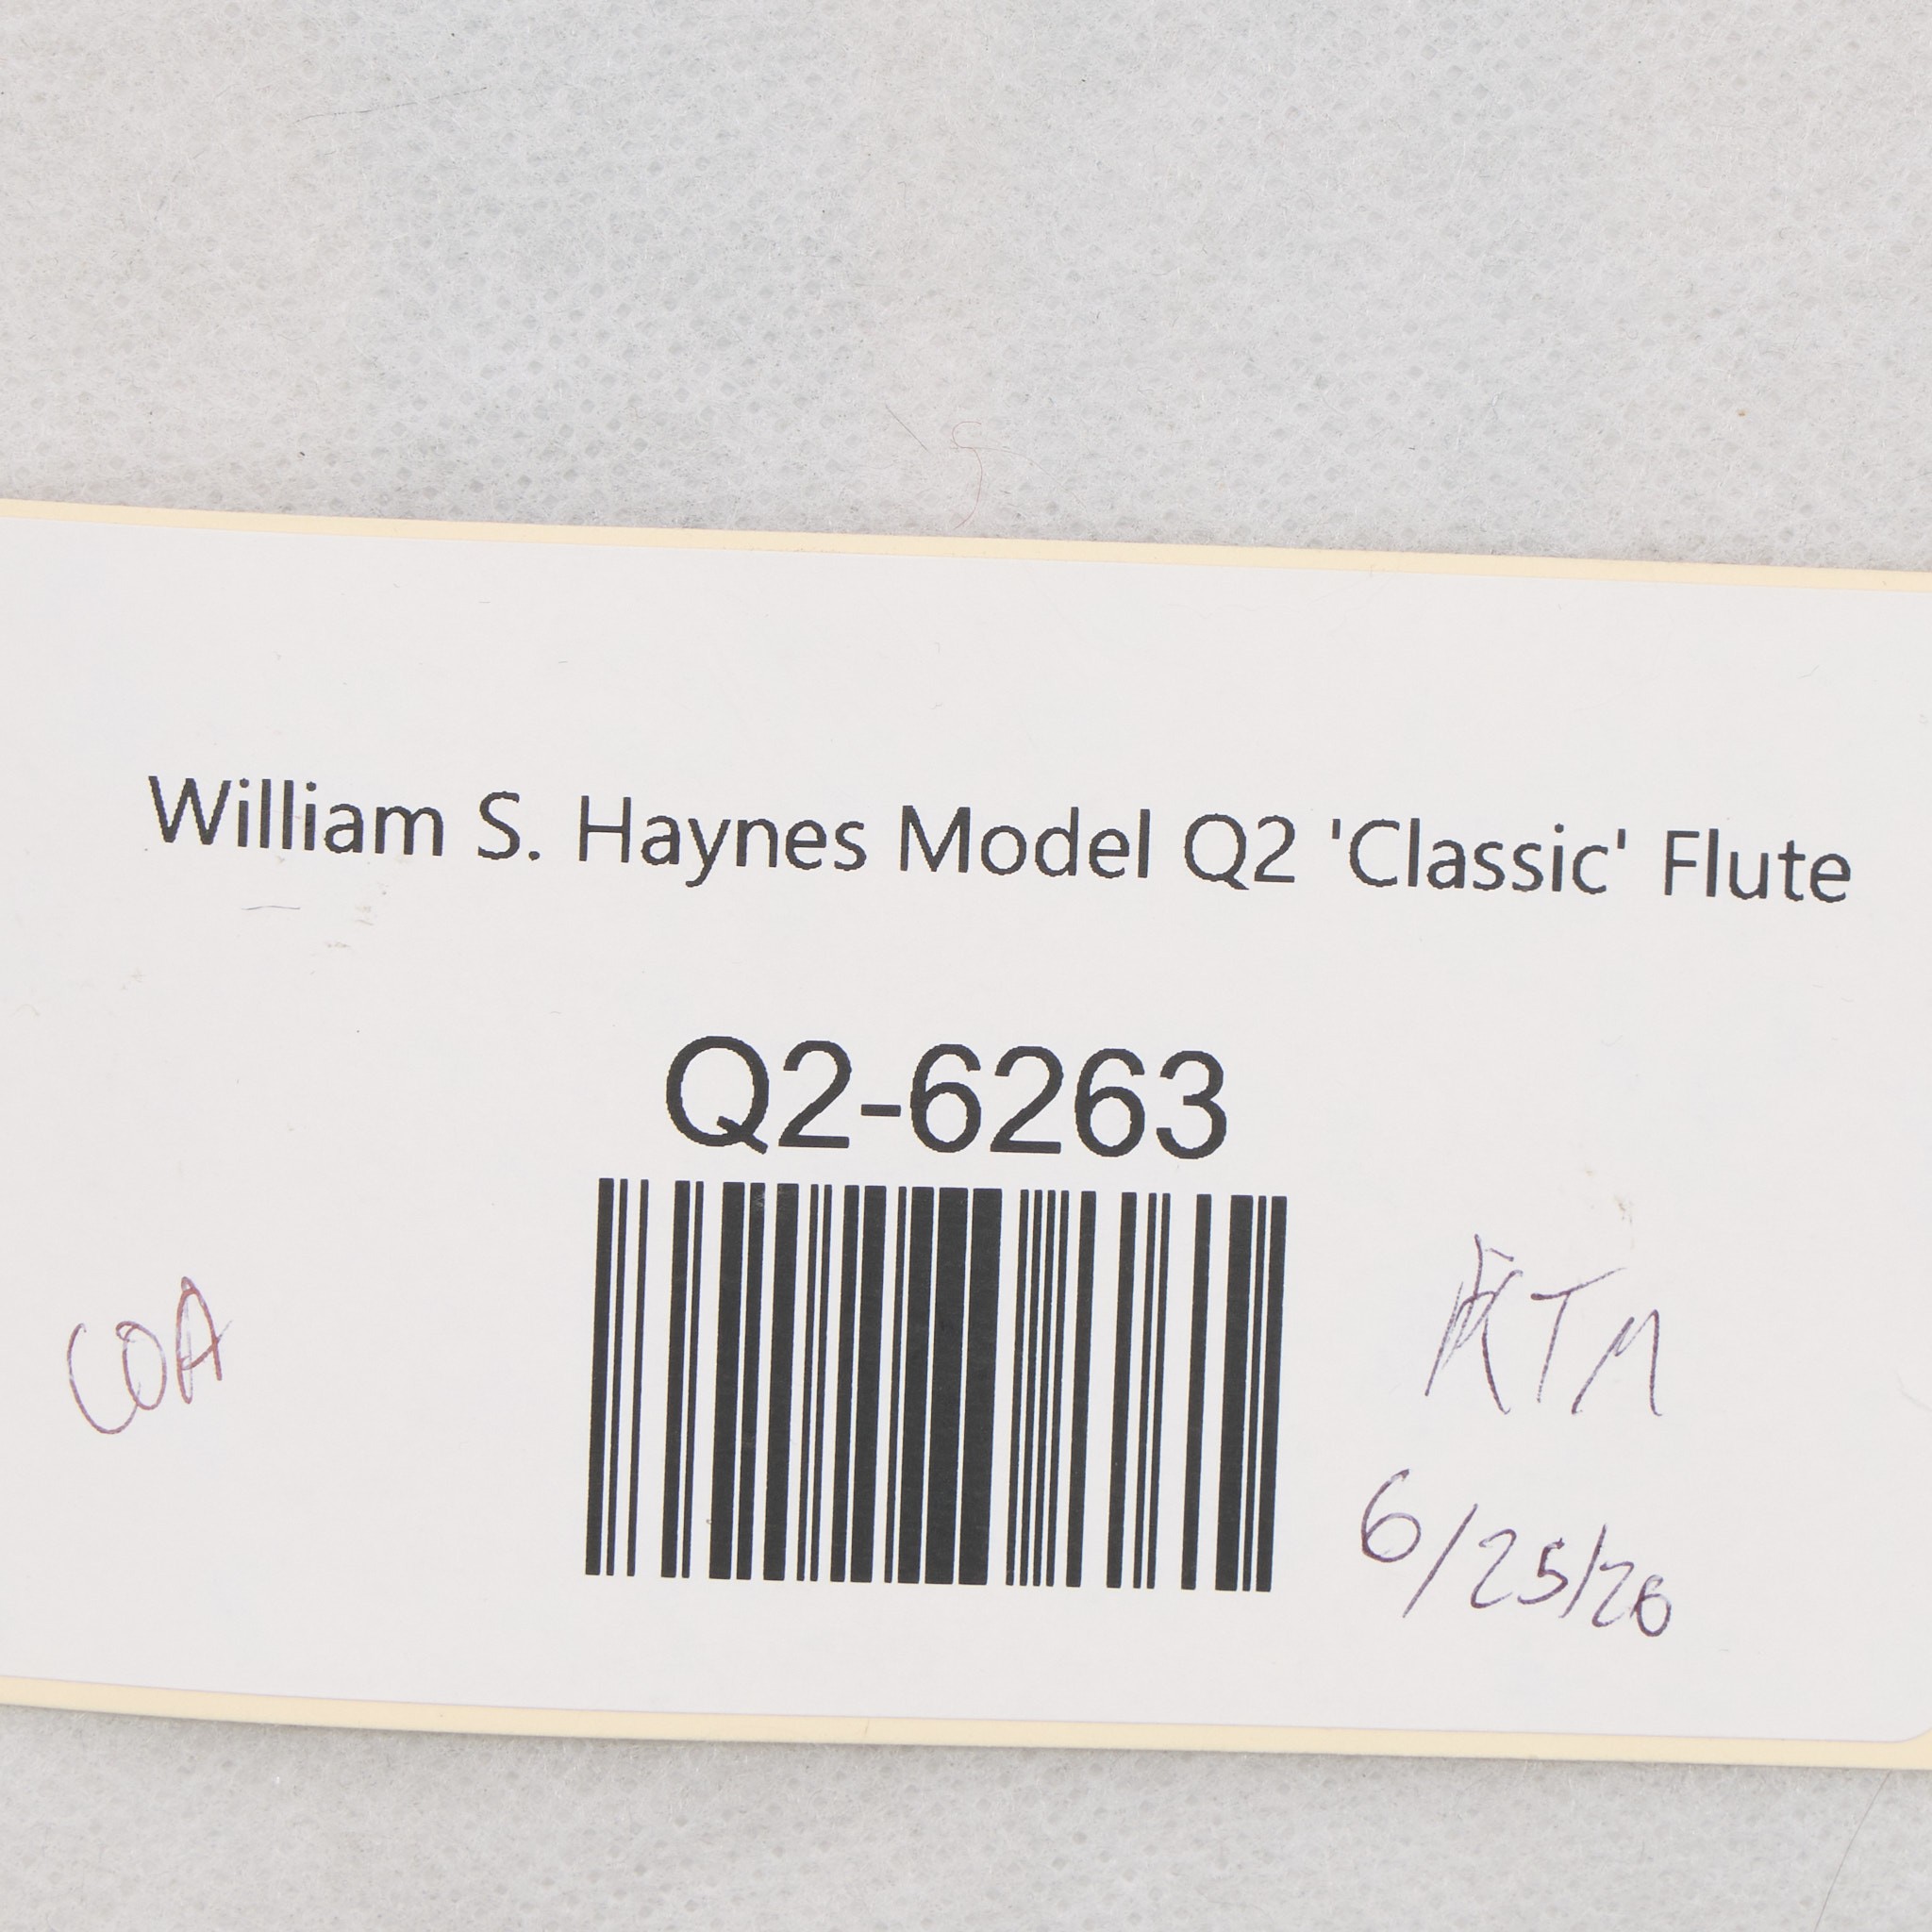 William S. Haynes Model Q2 'Classic' Flute
Q2-6263
COA
KTM
6/25/20